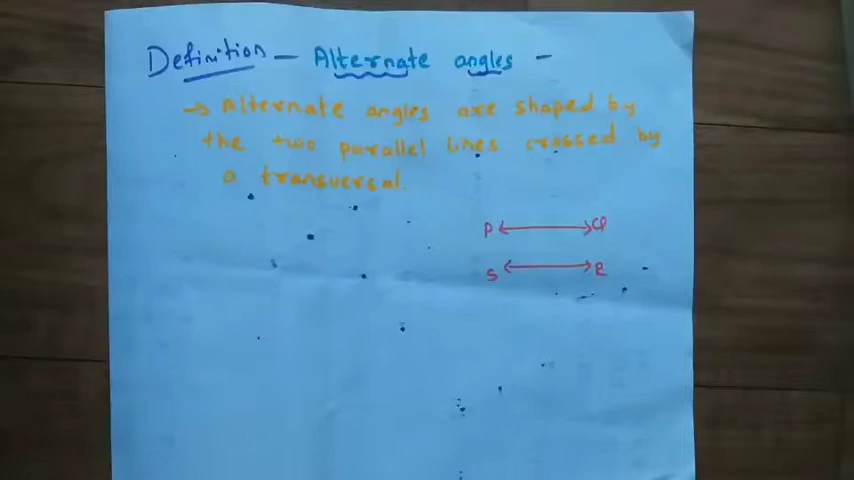 Definition - Alternate angles -
→ Alternate angles are shaped by
the two parallel lines crossed by
a transversal.
P Q
S R